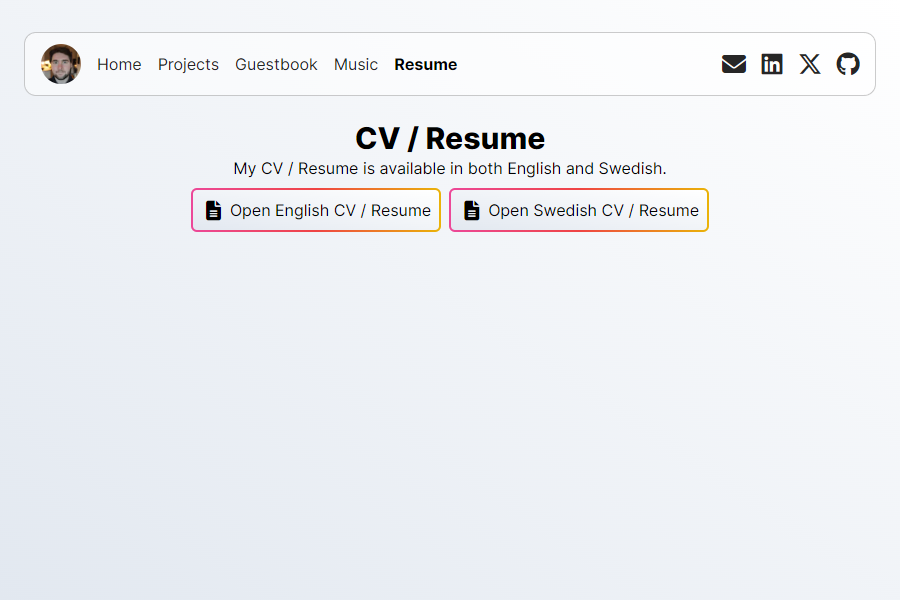 Home Projects Guestbook Music Resume
CV / Resume
My CV / Resume is available in both English and Swedish.
Open English CV / Resume Open Swedish CV / Resume